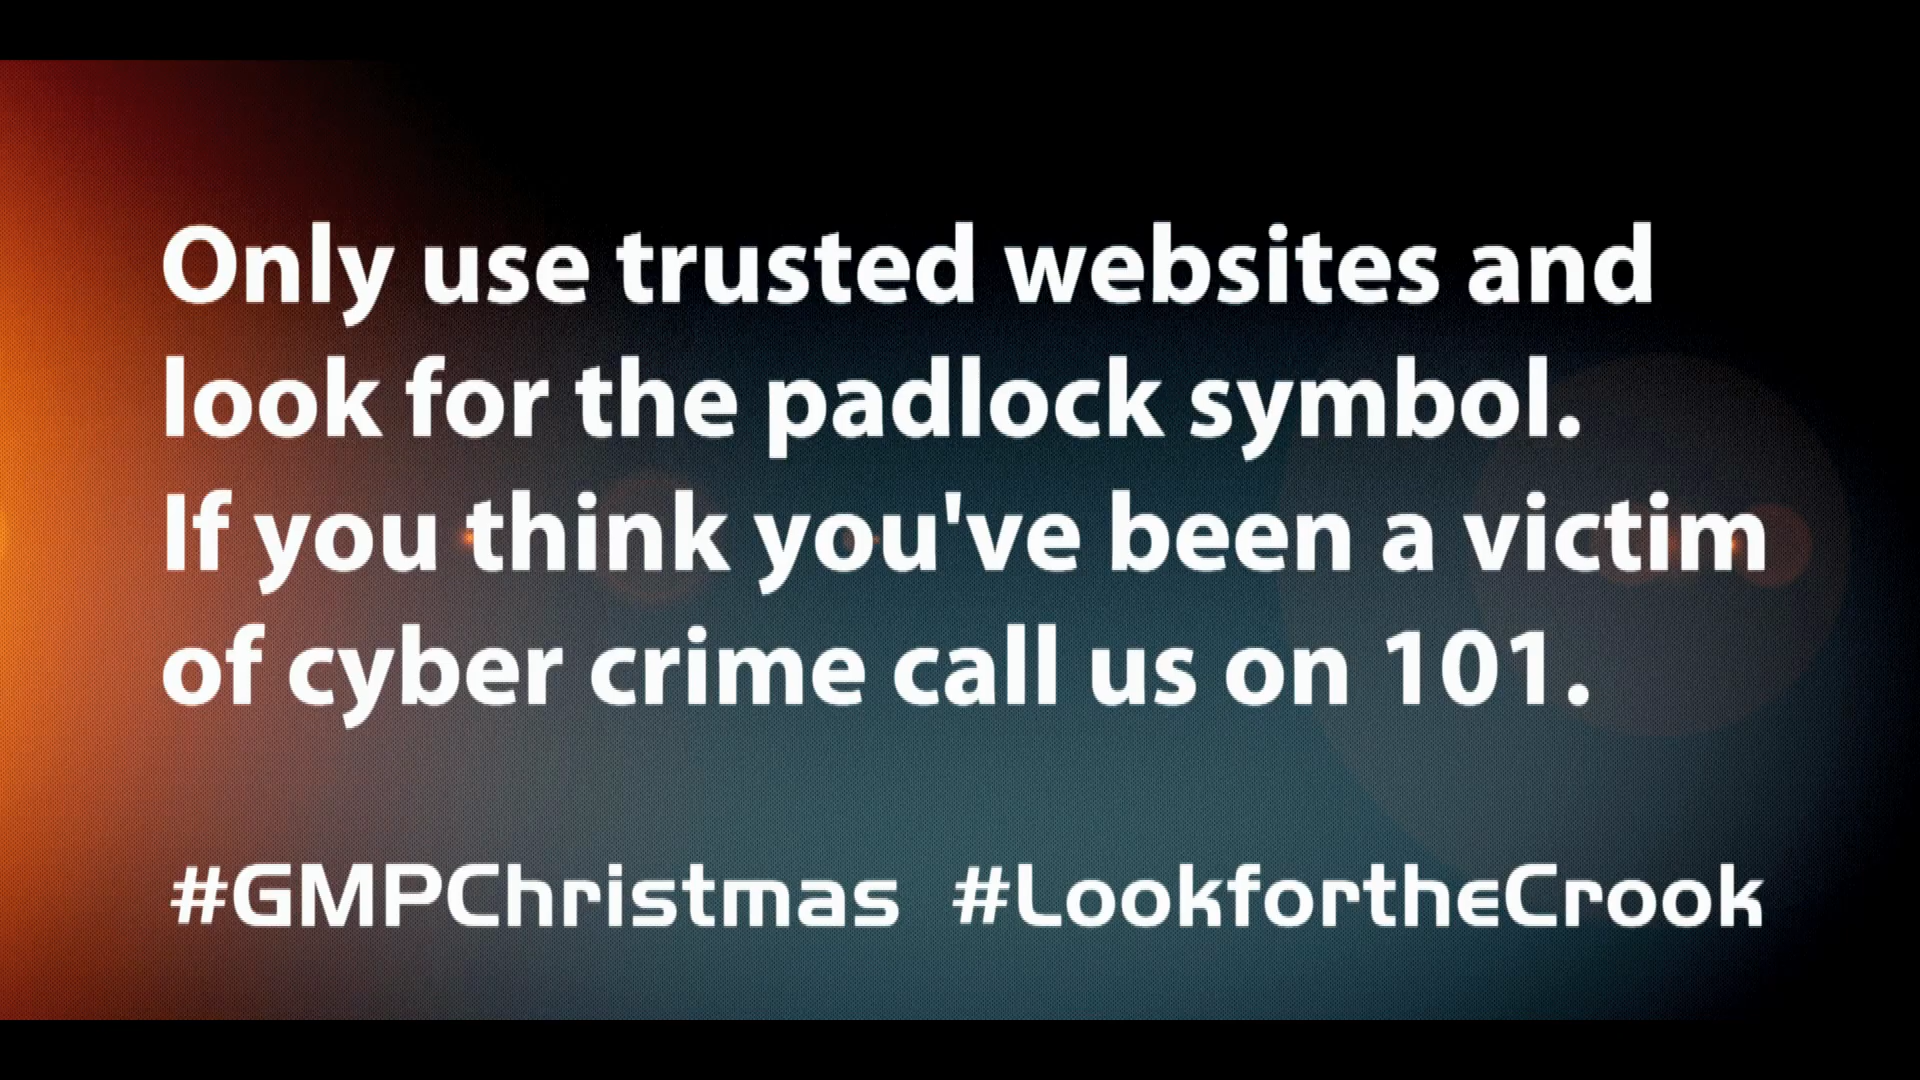 Only use trusted websites and
look for the padlock symbol.
If you think you've been a victim
of cyber crime call us on 101.
#GMPChristmas #LookfortheCrook